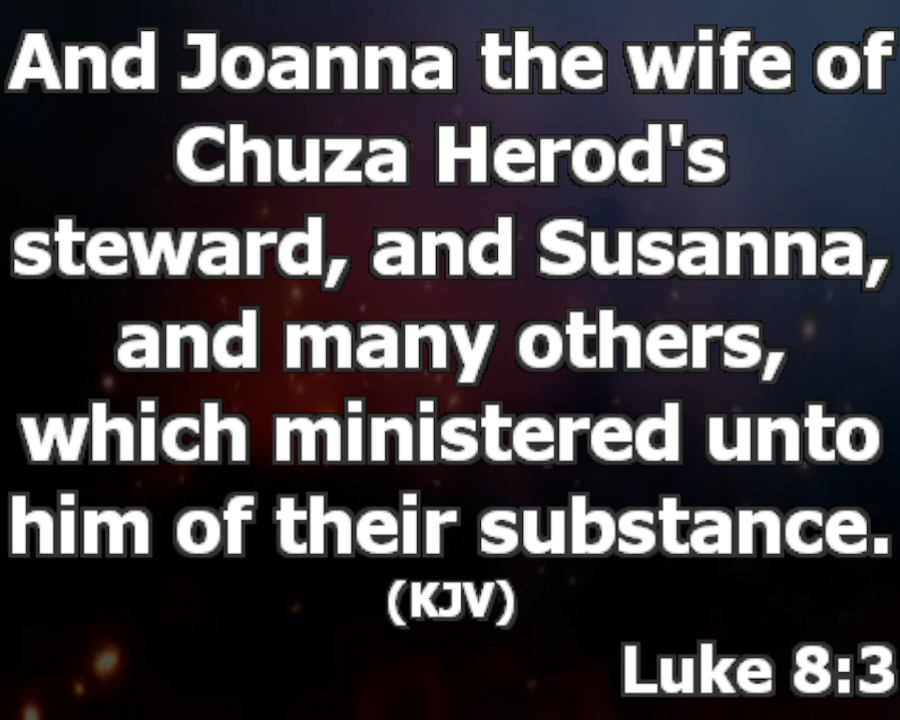 And Joanna the wife of
Chuza Herod's
steward, and Susanna,
and many others,
which ministered unto
him of their substance.
(KJV)
Luke 8:3